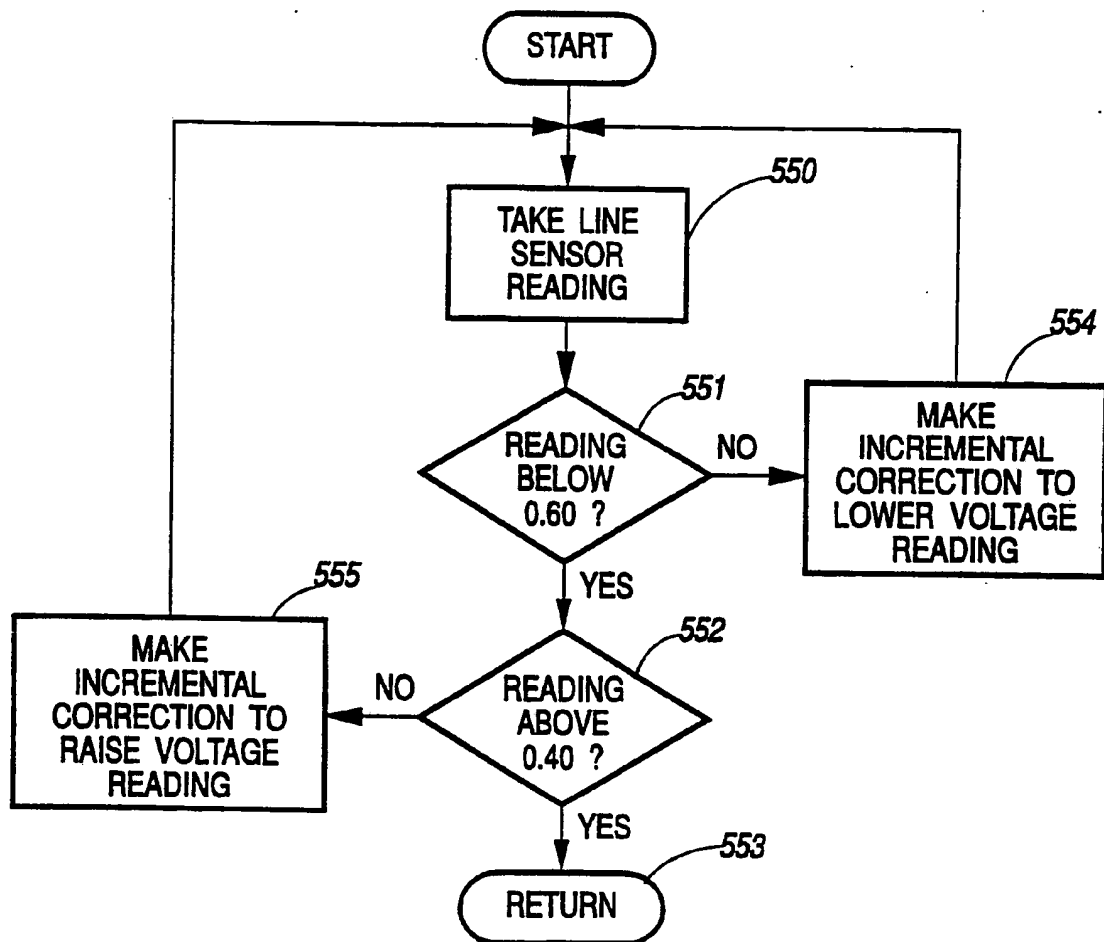 START
550
TAKE LINE
SENSOR
READING
551
READING
BELOW
0.60 ?
NO
554
MAKE
INCREMENTAL
CORRECTION TO
LOWER VOLTAGE
READING
YES
552
READING
ABOVE
0.40 ?
NO
555
MAKE
INCREMENTAL
CORRECTION TO
RAISE VOLTAGE
READING
YES
553
RETURN